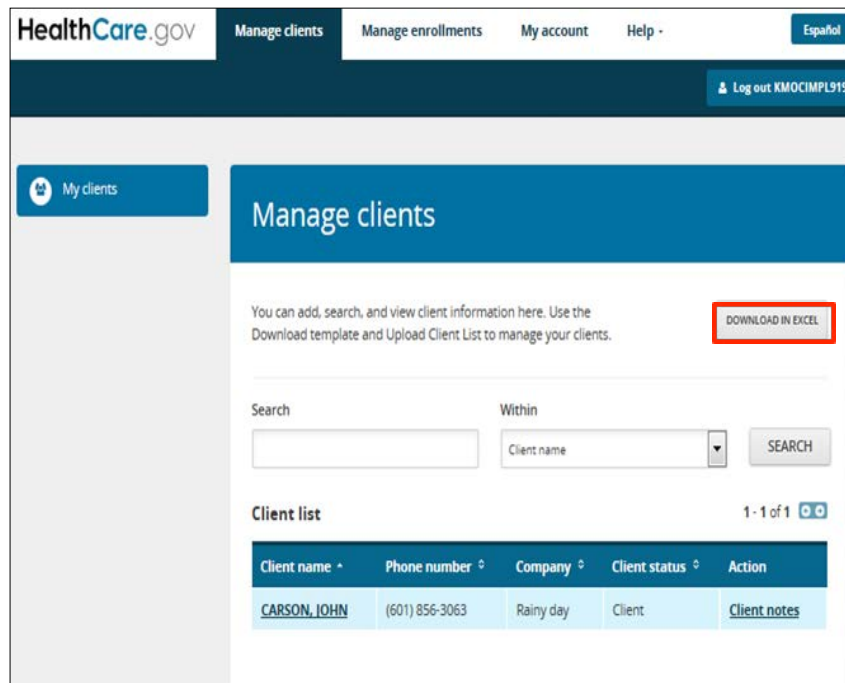 HealthCare.gov
Manage clients
Manage enrollments
My account
Help -
Español
Log out KMOCIMPL919
My clients
Manage clients
You can add, search, and view client information here. Use the
Download template and Upload Client List to manage your clients.
DOWNLOAD IN EXCEL
Search
Within
Client name
SEARCH
Client list
1 - 1 of 1
Client name
Phone number
Company
Client status
Action
CARSON, JOHN
(601) 856-3063
Rainy day
Client
Client notes